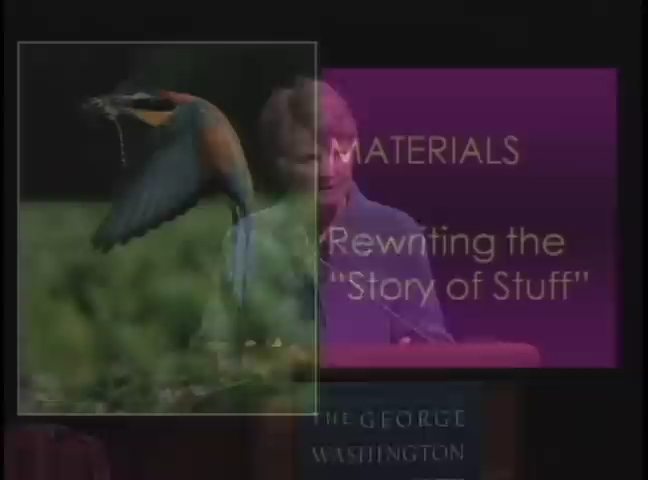 MATERIALS
Rewriting the
“Story of Stuff”
THE GEORGE
WASHINGTON